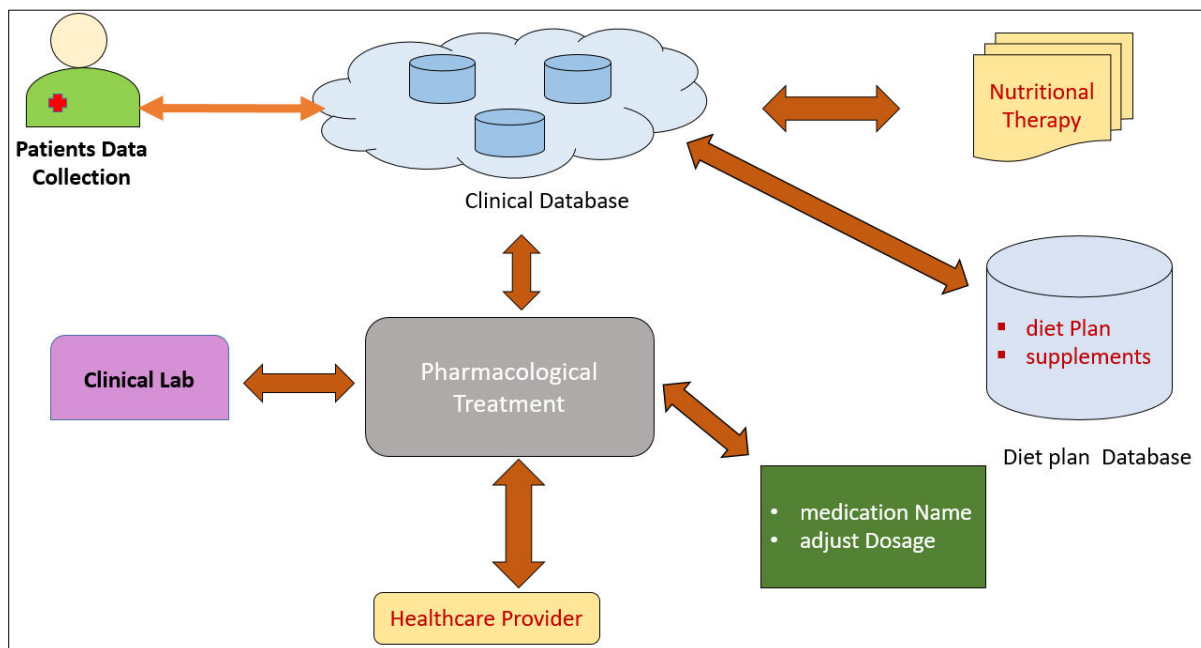 Patients Data
Collection
Clinical Database
Nutritional
Therapy
diet Plan
supplements
Diet plan Database
Clinical Lab
Pharmacological
Treatment
medication Name
adjust Dosage
Healthcare Provider